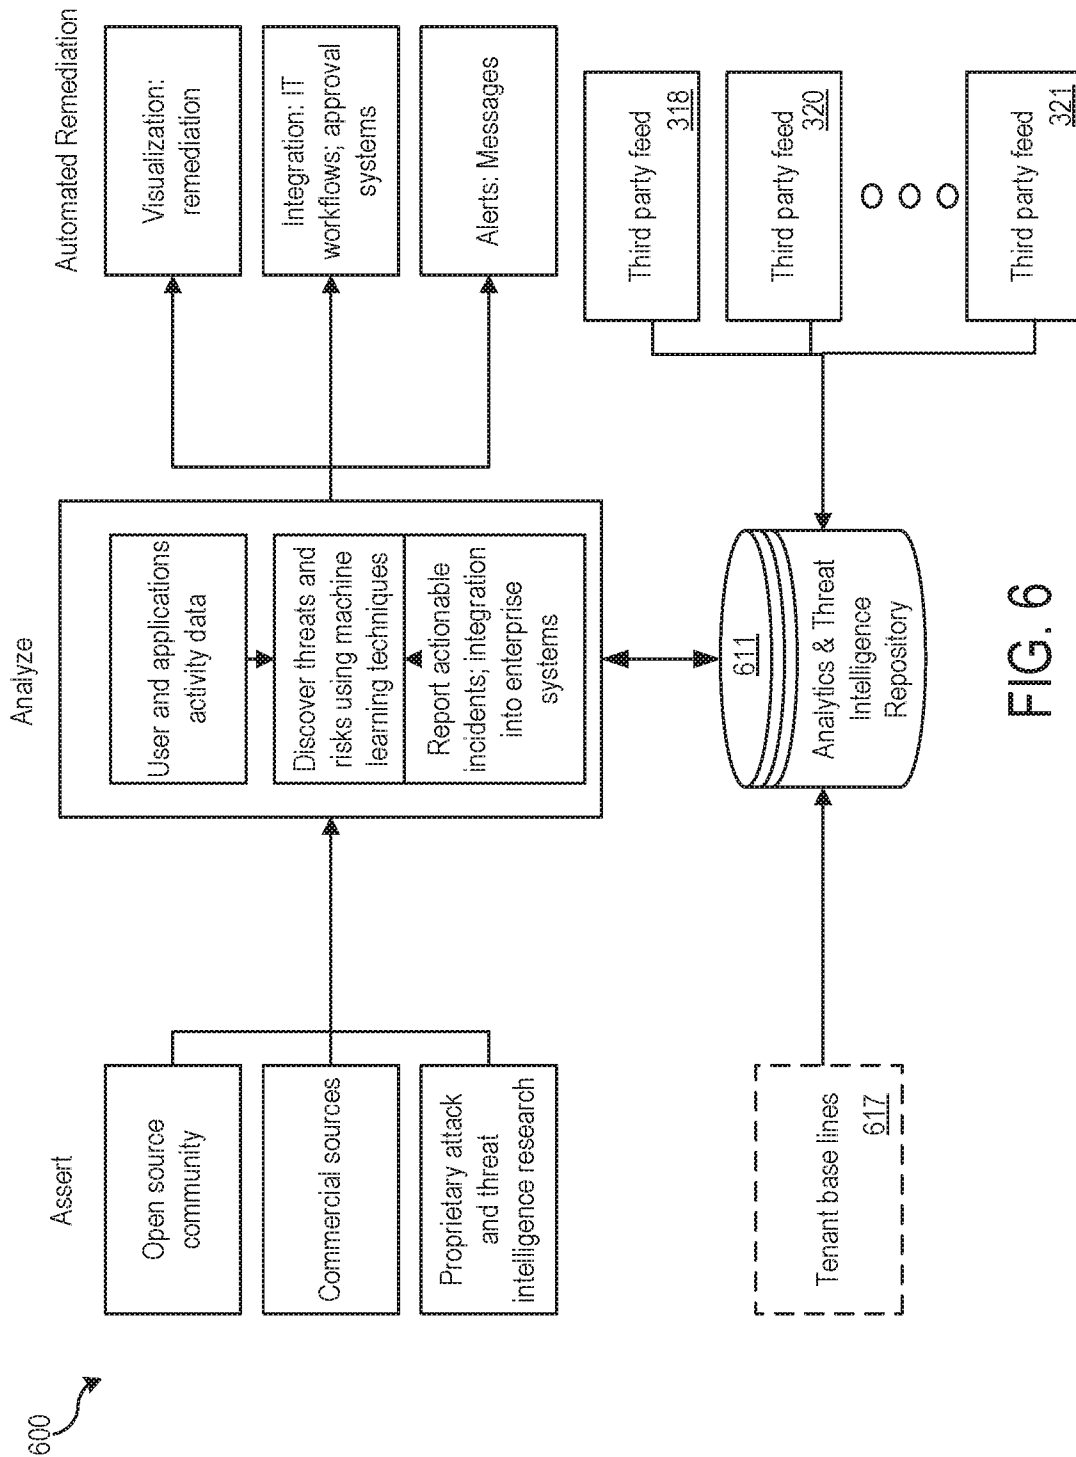 600
Assert
Analyze
Automated Remediation
Open source
community
Commercial sources
Proprietary attack
and threat
intelligence research
User and applications
activity data
Discover threats and
risks using machine
learning techniques
Report actionable
incidents; integration
into enterprise
systems
Visualization:
remediation
Integration: IT
workflows; approval
systems
Alerts: Messages
Tenant base lines
617
611
Analytics & Threat
Intelligence
Repository
Third party feed
318
Third party feed
320
Third party feed
321
FIG. 6